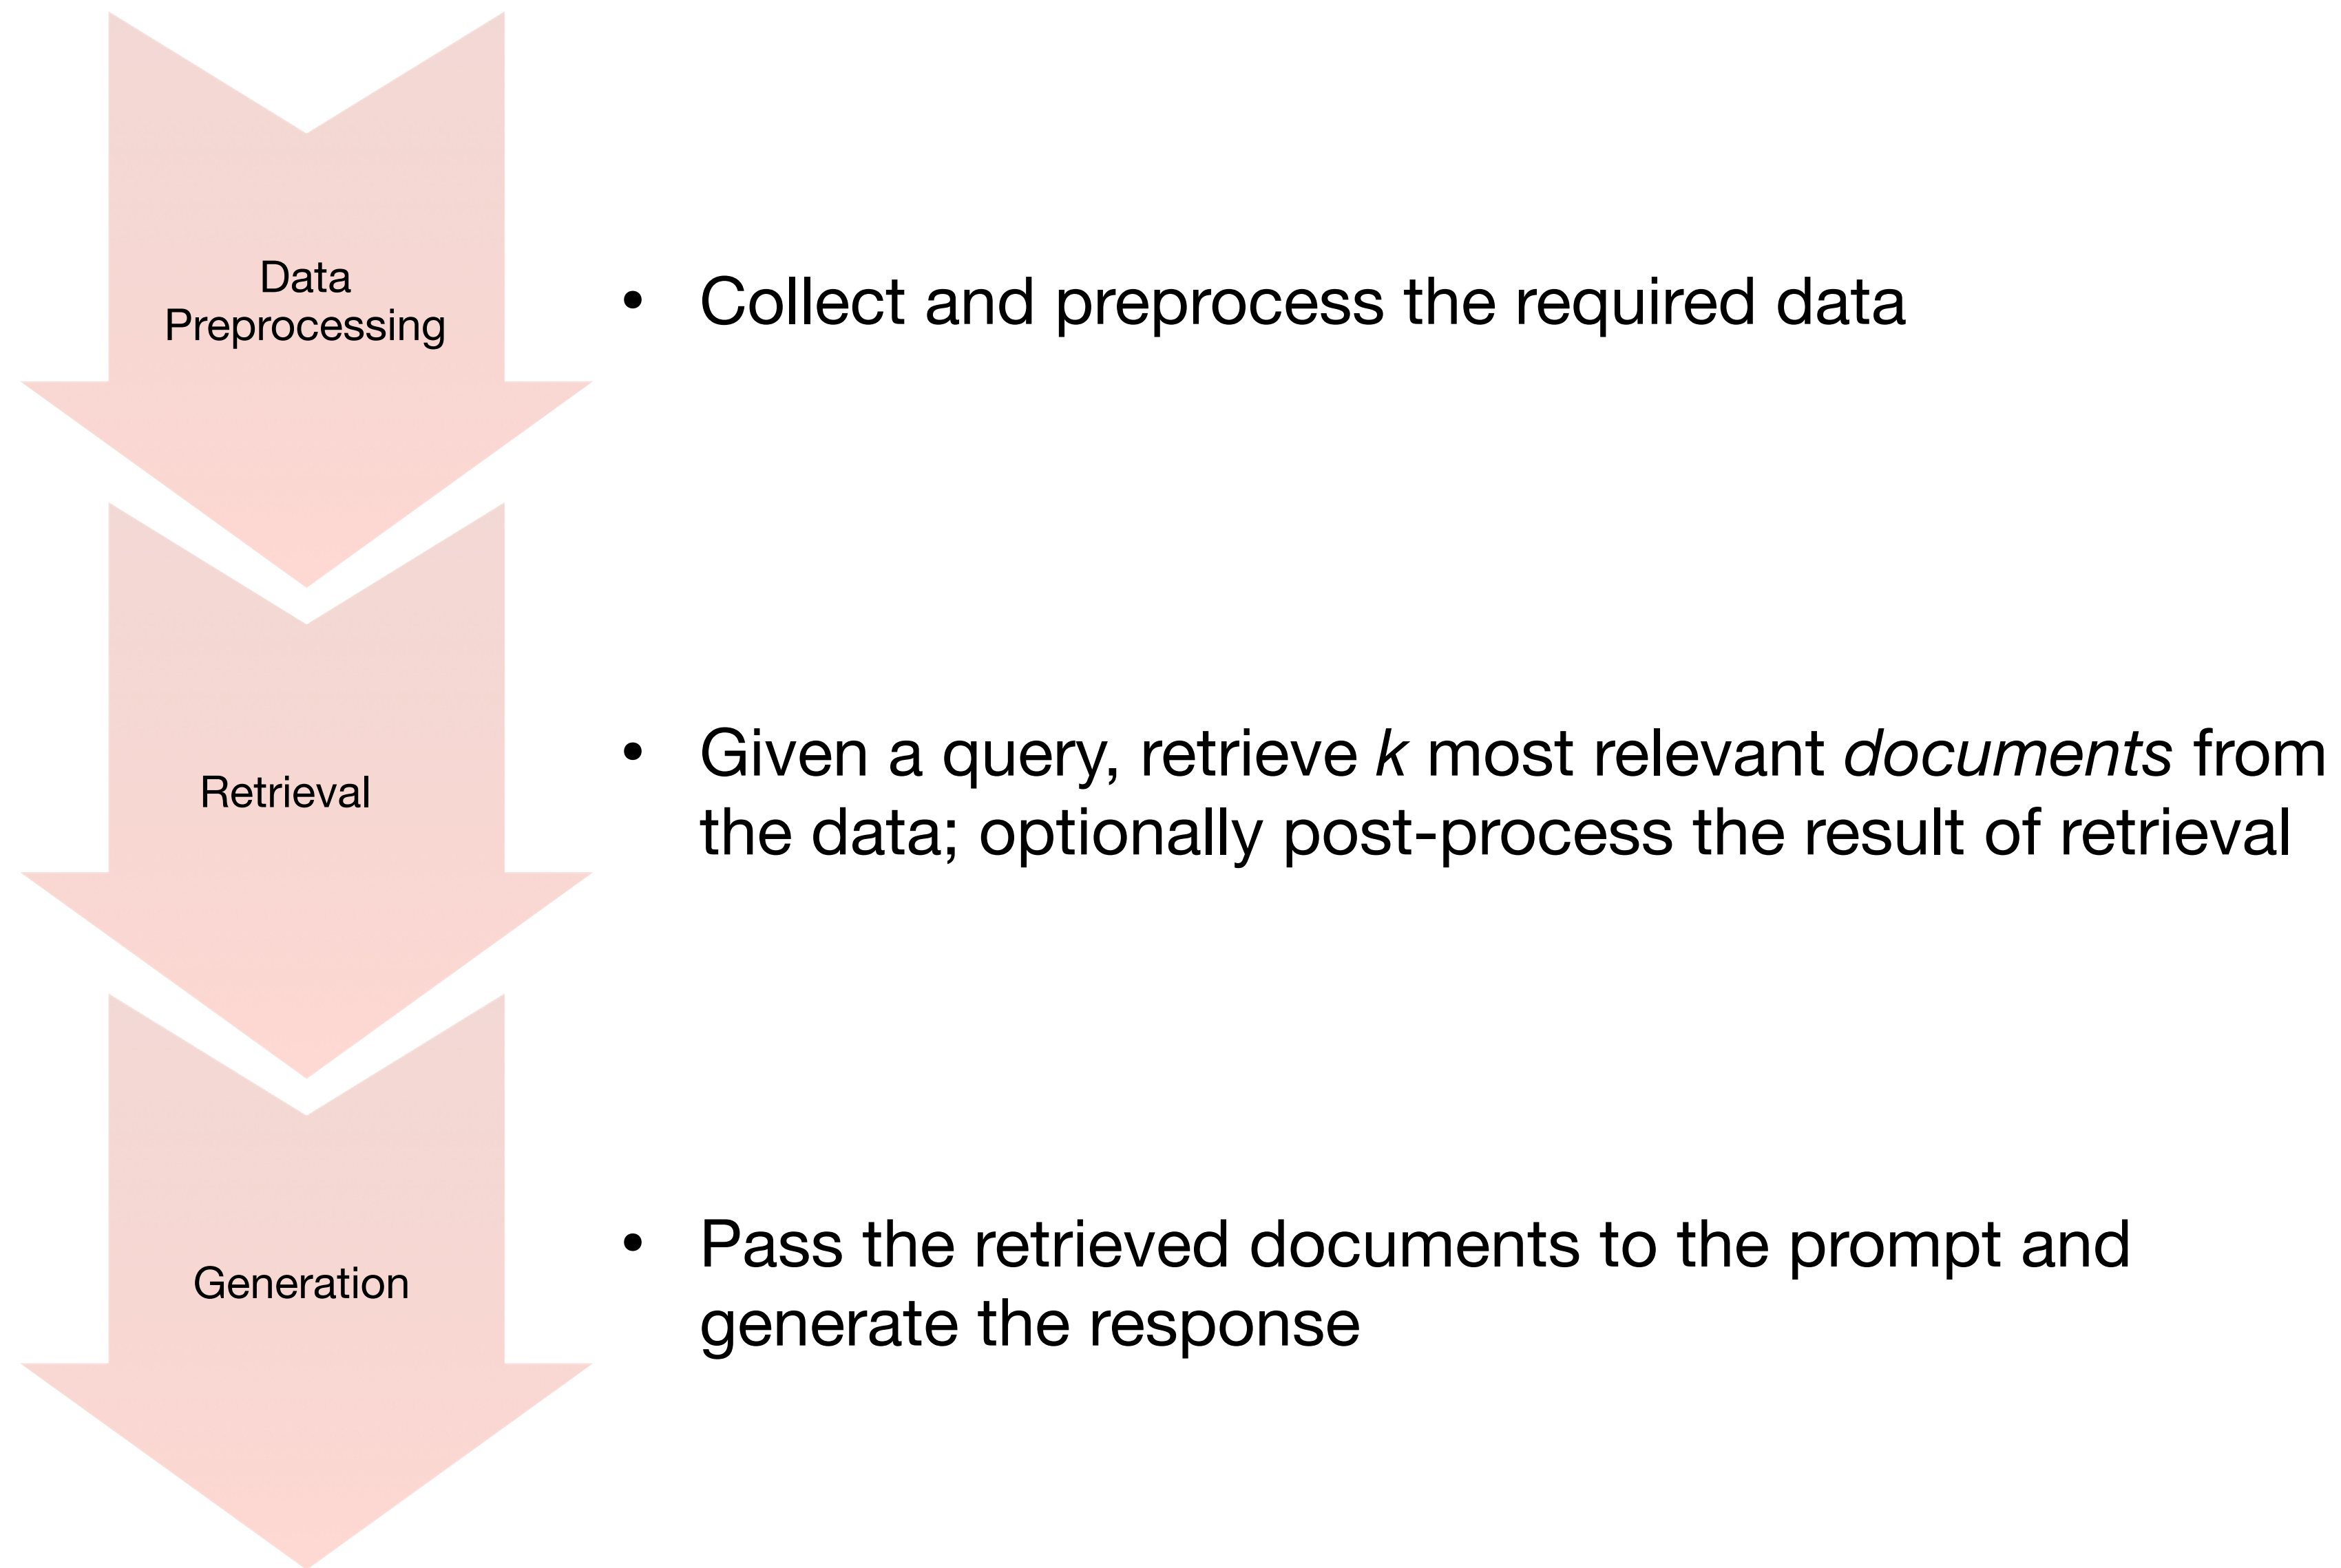 Data
Preprocessing
• Collect and preprocess the required data
Retrieval
• Given a query, retrieve k most relevant documents from
the data; optionally post-process the result of retrieval
Generation
• Pass the retrieved documents to the prompt and
generate the response